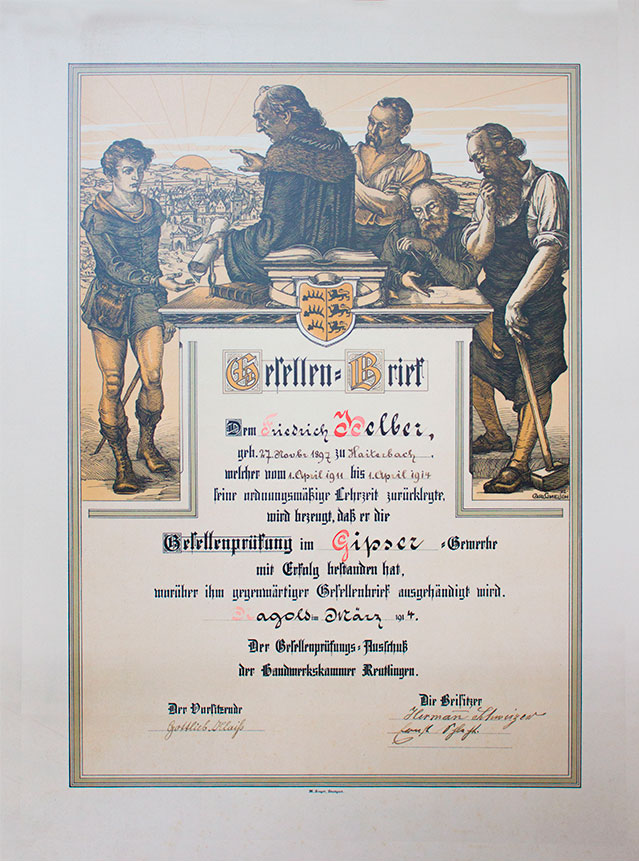 Gesellen-Brief
Dem Friedrich Helber,
geb. 27. Novbr 1897 zu Haiterbach,
welcher vom 1. April 1911 bis 1. April 1914
seine ordnungsmäßige Lehrzeit zurücklegte,
wird bezeugt, daß er die
Gesellenprüfung im Gipser-Gewerbe
mit Erfolg bestanden hat,
worüber ihm gegenwärtiger Gesellenbrief ausgehändigt wird.
Nagold im März 1914.
Der Gesellenprüfungs-Ausschuß
der Handwerkskammer Reutlingen.
Der Vorsitzende
Gottlieb
Die Beisitzer
Hermann Schweizer
Ernst